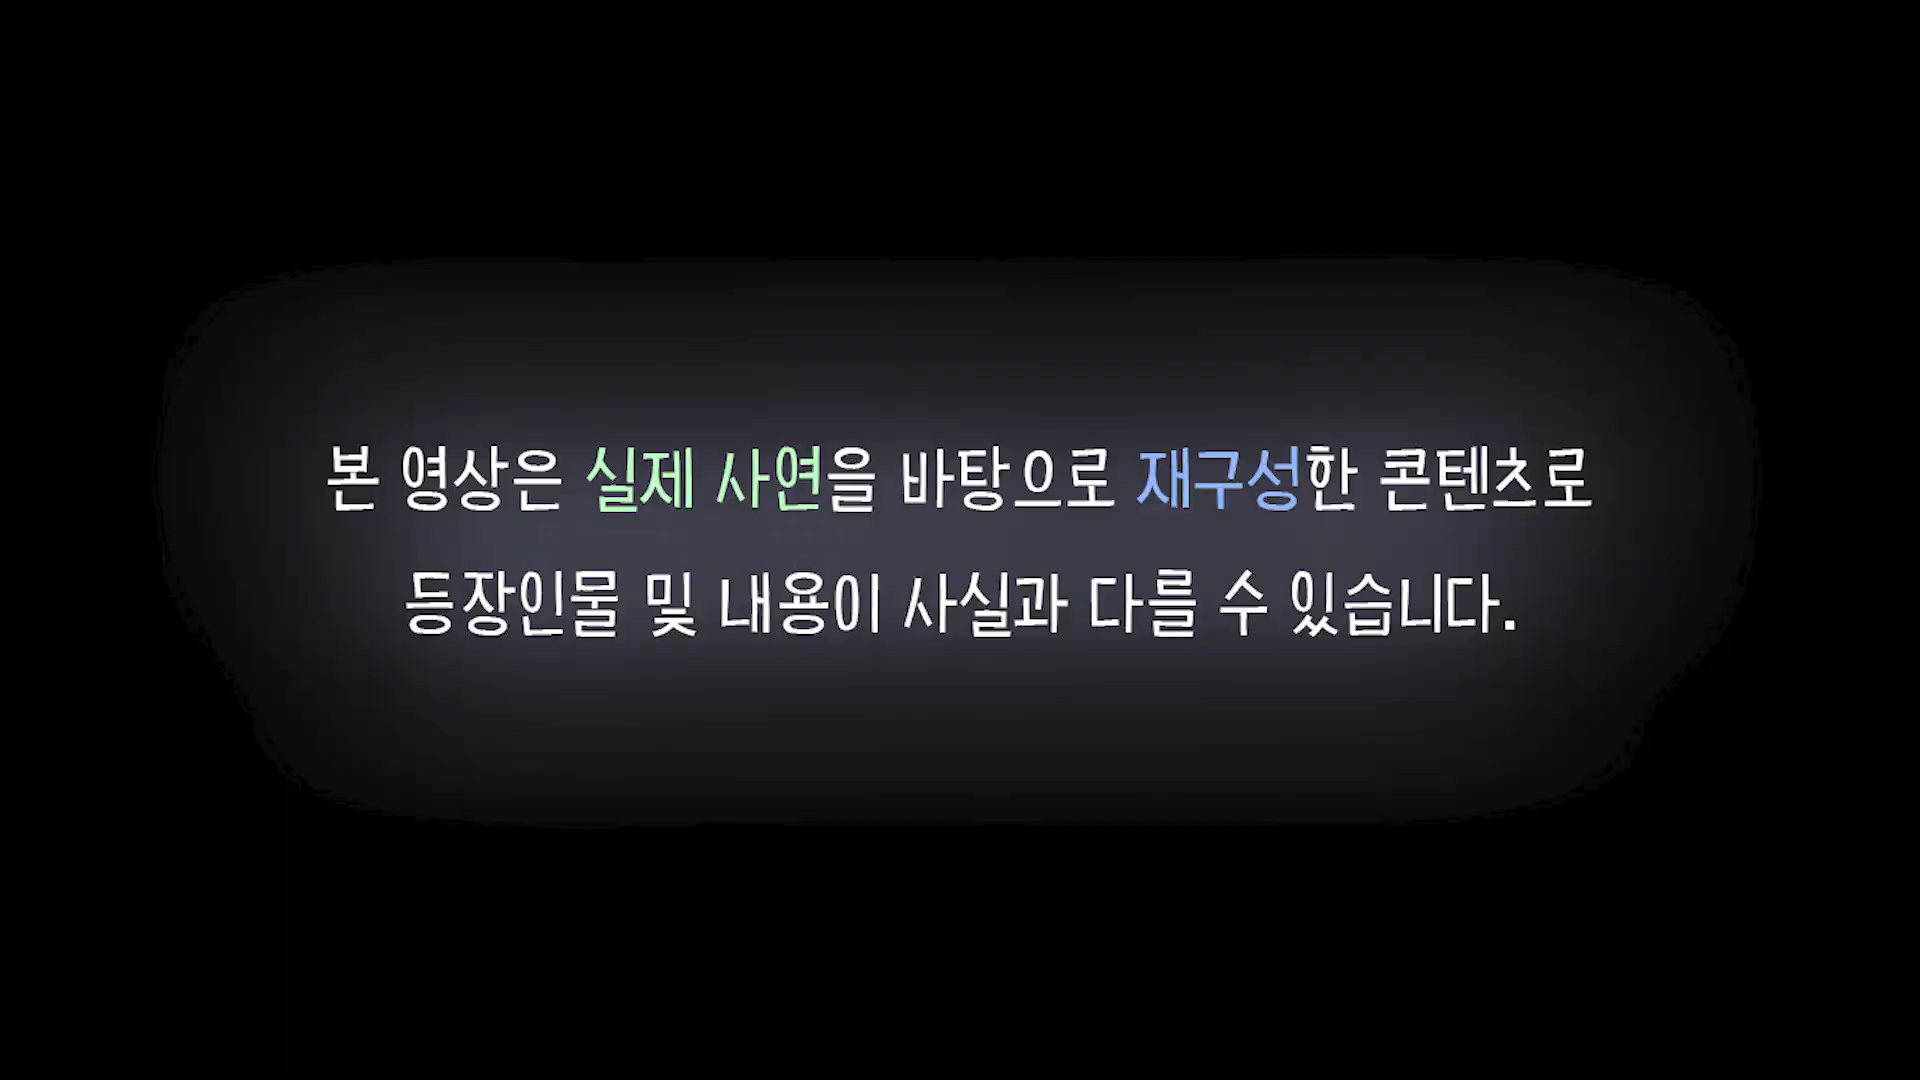 본 영상은 실제 사연을 바탕으로 재구성한 콘텐츠로
등장인물 및 내용이 사실과 다를 수 있습니다.